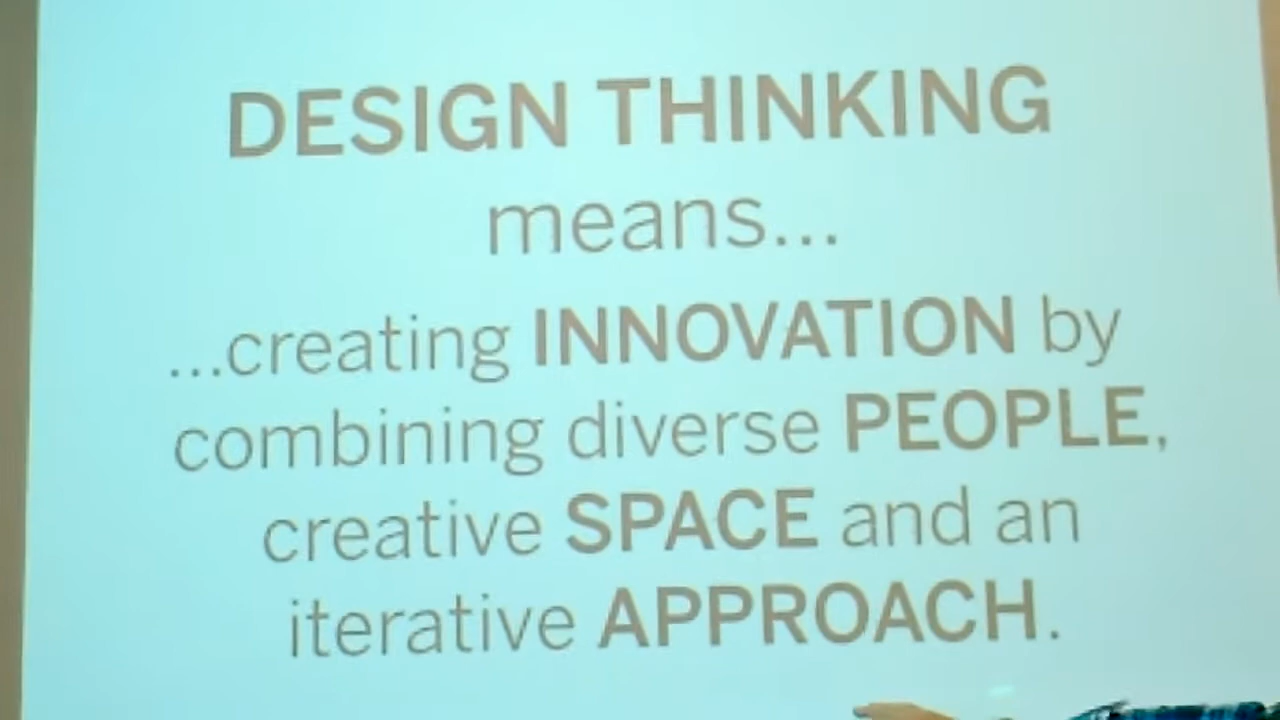 DESIGN THINKING
means...
...creating INNOVATION by
combining diverse PEOPLE,
creative SPACE and an
iterative APPROACH.